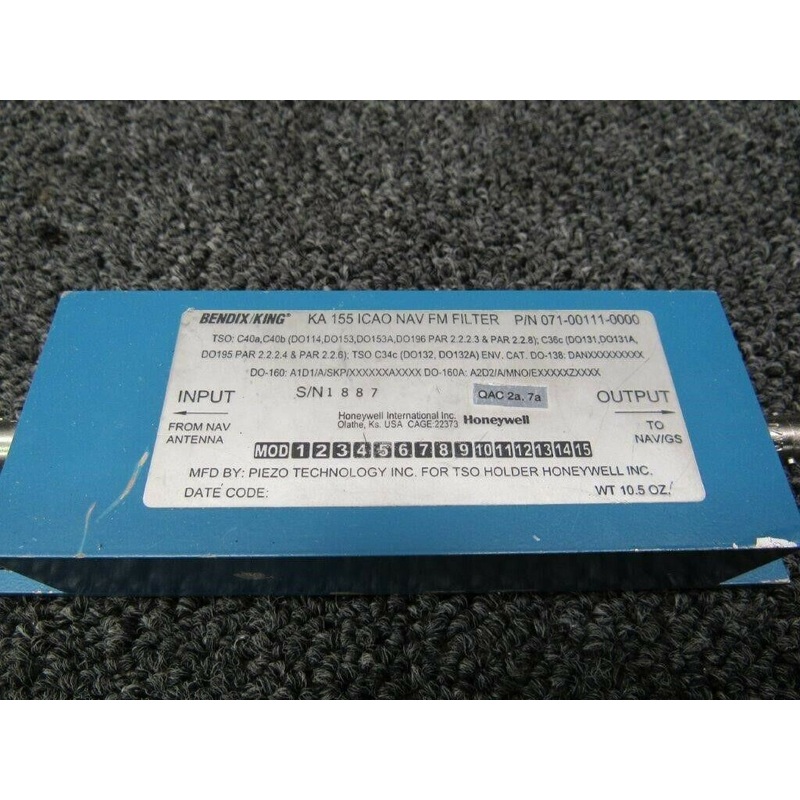 BENDIX/KING® KA 155 ICAO NAV FM FILTER P/N 071-00111-0000
TSO: C40a,C40b (DO114,DO153,DO153A,DO196 PAR 2.2.2.3 & PAR 2.2.8); C36c (DO131,DO131A,
DO195 PAR 2.2.2.4 & PAR 2.2.6); TSO C34c (DO132, DO132A) ENV. CAT. DO-138: DANXXXXXXXXX
DO-160: A1D1/A/SKP/XXXXXXAXXXX DO-160A: A2D2/A/MNO/EXXXXXZXXXX
INPUT S/N 1887 QAC 2a, 7a OUTPUT
FROM NAV ANTENNA
Honeywell International Inc.
Olathe, Ks. USA CAGE:22373 Honeywell
TO NAV/GS
MOD 1 2 3 4 5 6 7 8 9 10 11 12 13 14 15
MFD BY: PIEZO TECHNOLOGY INC. FOR TSO HOLDER HONEYWELL INC.
DATE CODE: WT 10.5 OZ.